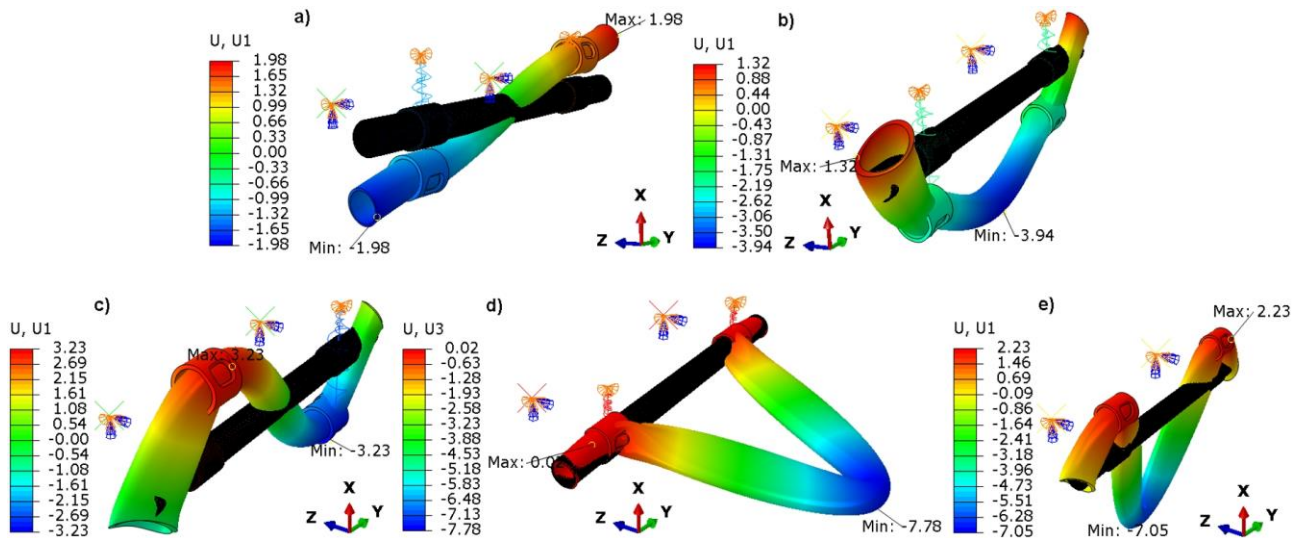 a)
U, U1
1.98
1.65
1.32
0.99
0.66
0.33
0.00
-0.33
-0.66
-0.99
-1.32
-1.65
-1.98
Max: 1.98
Min: -1.98
X
Z
Y
b)
U, U1
1.32
0.88
0.44
0.00
-0.43
-0.87
-1.31
-1.75
-2.19
-2.62
-3.06
-3.50
-3.94
Max: 1.32
Min: -3.94
X
Z
Y
c)
U, U1
3.23
2.69
2.15
1.61
1.08
0.54
-0.00
-0.54
-1.08
-1.61
-2.15
-2.69
-3.23
Max: 3.23
Min: -3.23
X
Z
Y
d)
U, U3
0.02
-0.63
-1.28
-1.93
-2.58
-3.23
-3.88
-4.53
-5.18
-5.83
-6.48
-7.13
-7.78
Max: 0.02
Min: -7.78
X
Z
Y
e)
U, U1
2.23
1.46
0.69
-0.09
-0.86
-1.64
-2.41
-3.18
-3.96
-4.73
-5.51
-6.28
-7.05
Max: 2.23
Min: -7.05
X
Z
Y